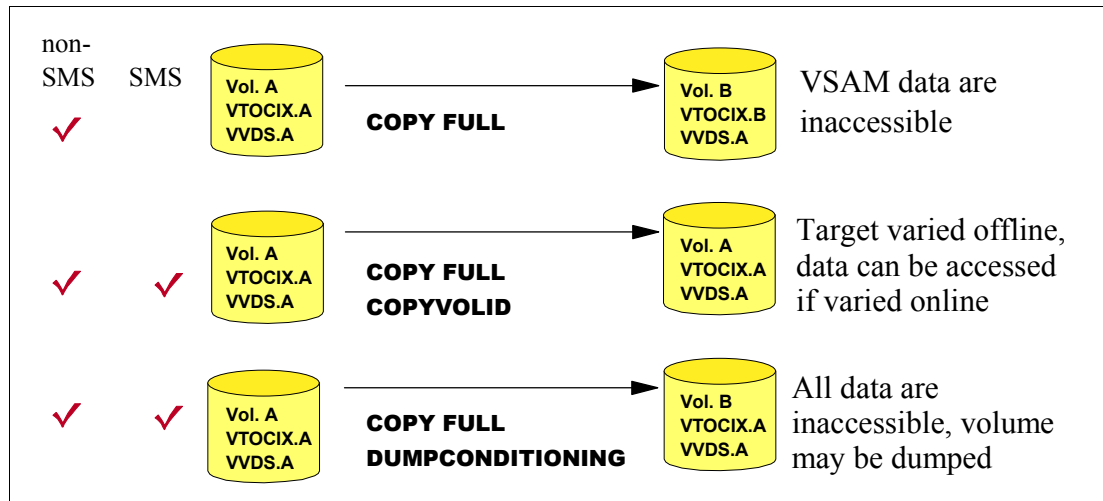 non-
SMS SMS
Vol. A
VTOCIX.A
VVDS.A
COPY FULL
Vol. B
VTOCIX.B
VVDS.A
VSAM data are
inaccessible
Vol. A
VTOCIX.A
VVDS.A
COPY FULL
COPYVOLID
Vol. A
VTOCIX.A
VVDS.A
Target varied offline,
data can be accessed
if varied online
Vol. A
VTOCIX.A
VVDS.A
COPY FULL
DUMPCONDITIONING
Vol. B
VTOCIX.A
VVDS.A
All data are
inaccessible, volume
may be dumped